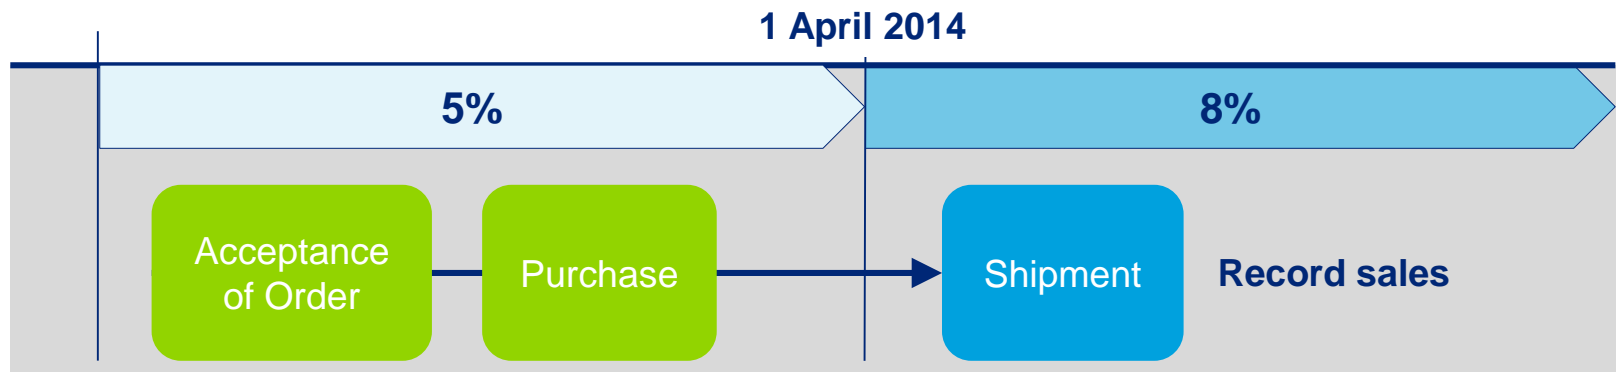 1 April 2014
5%
8%
Acceptance
of Order
Purchase
Shipment
Record sales